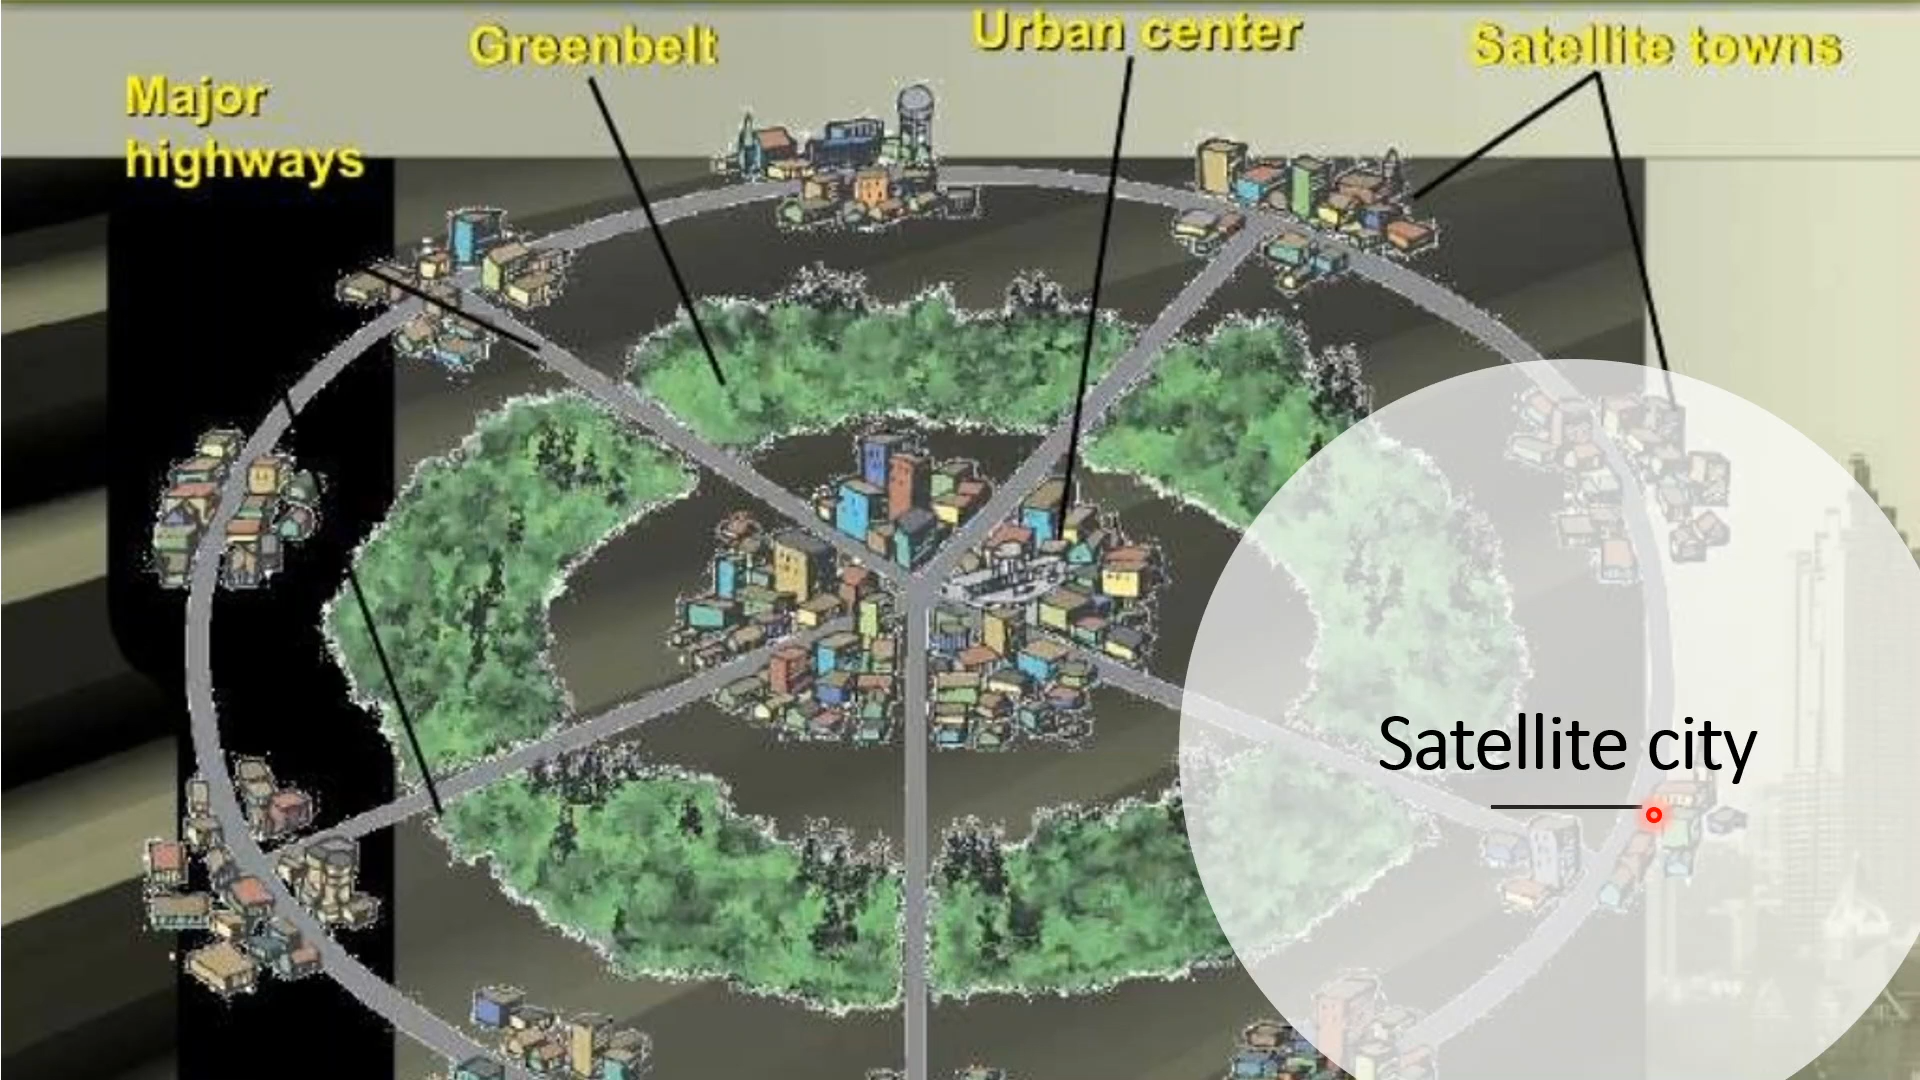 Major
highways
Greenbelt
Urban center
Satellite towns
Satellite city